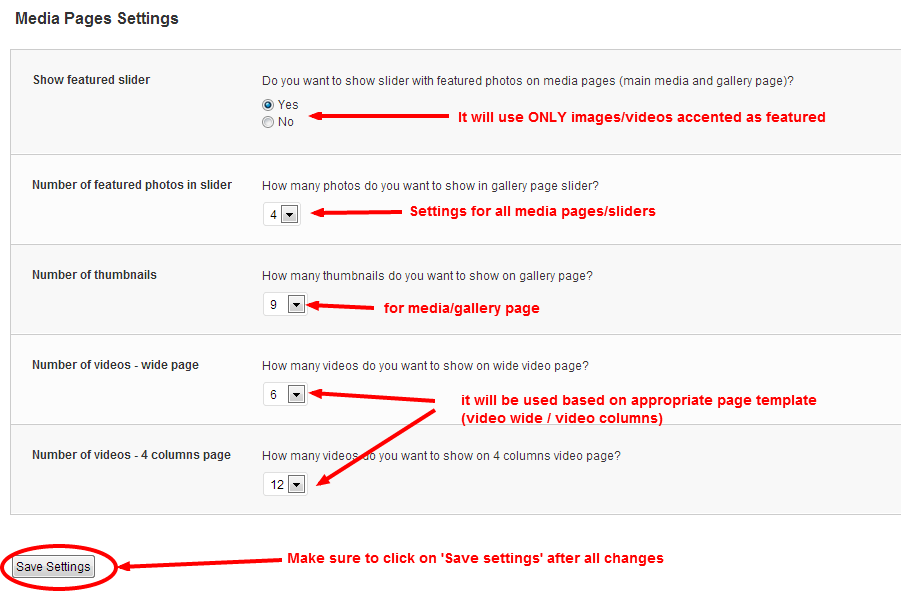 Media Pages Settings
Show featured slider
Do you want to show slider with featured photos on media pages (main media and gallery page)?
Yes
No
It will use ONLY images/videos accented as featured
Number of featured photos in slider
How many photos do you want to show in gallery page slider?
4
Settings for all media pages/sliders
Number of thumbnails
How many thumbnails do you want to show on gallery page?
9
for media/gallery page
Number of videos - wide page
How many videos do you want to show on wide video page?
6
it will be used based on appropriate page template
(video wide / video columns)
Number of videos - 4 columns page
How many videos do you want to show on 4 columns video page?
12
Save Settings
Make sure to click on 'Save settings' after all changes